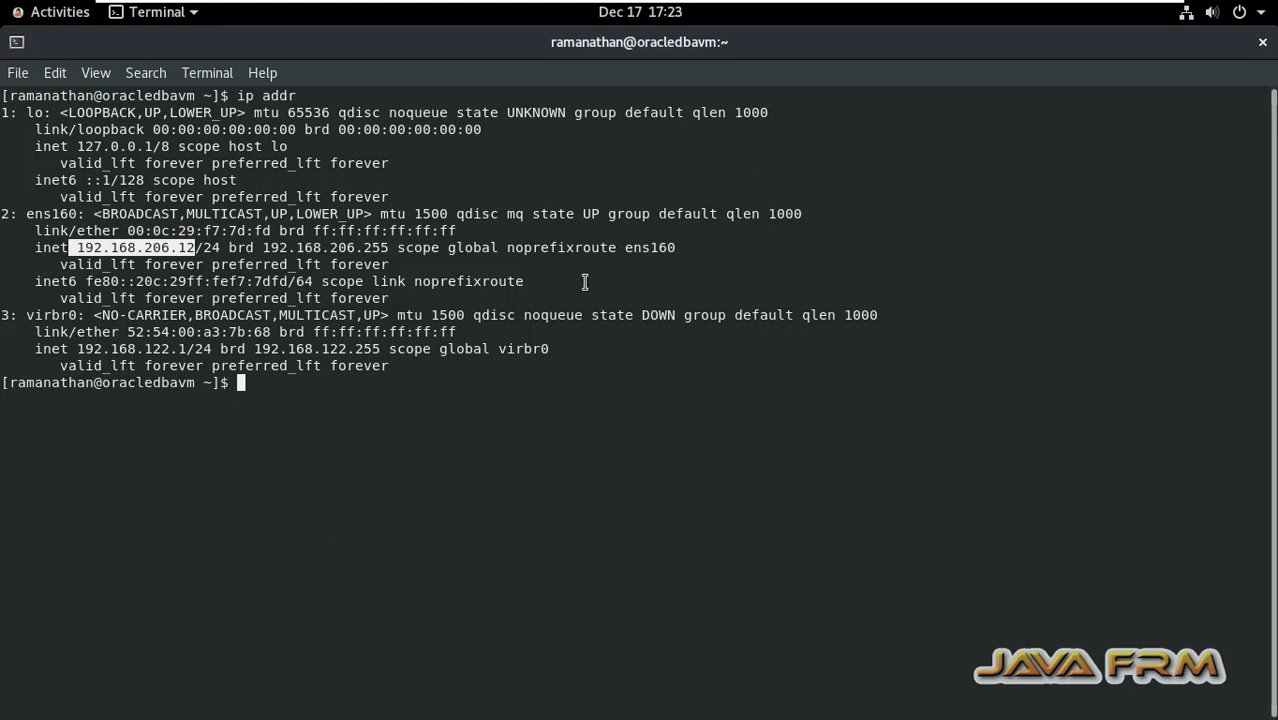 Activities Terminal Dec 17 17:23
ramanathan@oracledbavm:~
File Edit View Search Terminal Help
[ramanathan@oracledbavm ~]$ ip addr
1: lo: <LOOPBACK,UP,LOWER_UP> mtu 65536 qdisc noqueue state UNKNOWN group default qlen 1000
link/loopback 00:00:00:00:00:00 brd 00:00:00:00:00:00
inet 127.0.0.1/8 scope host lo
valid_lft forever preferred_lft forever
inet6 ::1/128 scope host
valid_lft forever preferred_lft forever
2: ens160: <BROADCAST,MULTICAST,UP,LOWER_UP> mtu 1500 qdisc mq state UP group default qlen 1000
link/ether 00:0c:29:f7:7d:fd brd ff:ff:ff:ff:ff:ff
inet 192.168.206.12/24 brd 192.168.206.255 scope global noprefixroute ens160
valid_lft forever preferred_lft forever
inet6 fe80::20c:29ff:fef7:7dfd/64 scope link noprefixroute
valid_lft forever preferred_lft forever
3: virbr0: <NO-CARRIER,BROADCAST,MULTICAST,UP> mtu 1500 qdisc noqueue state DOWN group default qlen 1000
link/ether 52:54:00:a3:7b:68 brd ff:ff:ff:ff:ff:ff
inet 192.168.122.1/24 brd 192.168.122.255 scope global virbr0
valid_lft forever preferred_lft forever
[ramanathan@oracledbavm ~]$
JAVA FRM